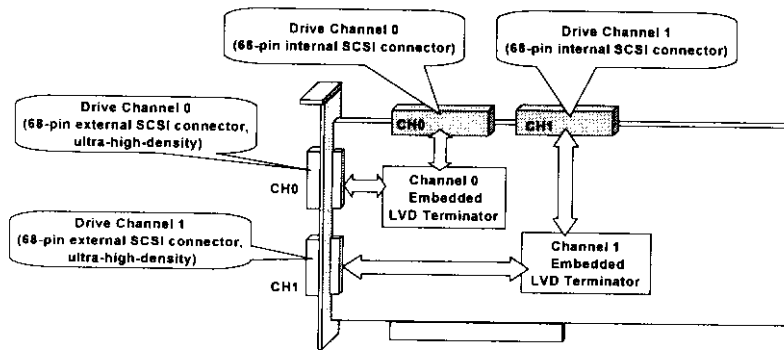 Drive Channel 0
(68-pin internal SCSI connector)
Drive Channel 1
(68-pin internal SCSI connector)
Drive Channel 0
(68-pin external SCSI connector,
ultra-high-density)
CH0
CH1
CH0
Channel 0
Embedded
LVD Terminator
Drive Channel 1
(68-pin external SCSI connector,
ultra-high-density)
Channel 1
Embedded
LVD Terminator
CH1